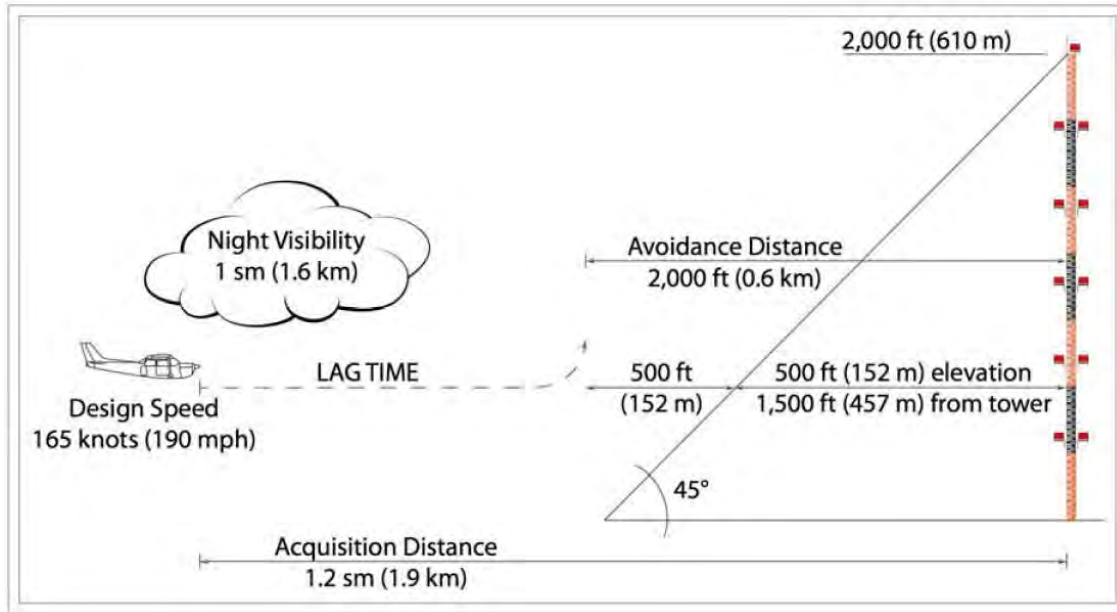 2,000 ft (610 m)
Night Visibility
1 sm (1.6 km)
Avoidance Distance
2,000 ft (0.6 km)
LAG TIME
500 ft
(152 m)
500 ft (152 m) elevation
1,500 ft (457 m) from tower
Design Speed
165 knots (190 mph)
45°
Acquisition Distance
1.2 sm (1.9 km)